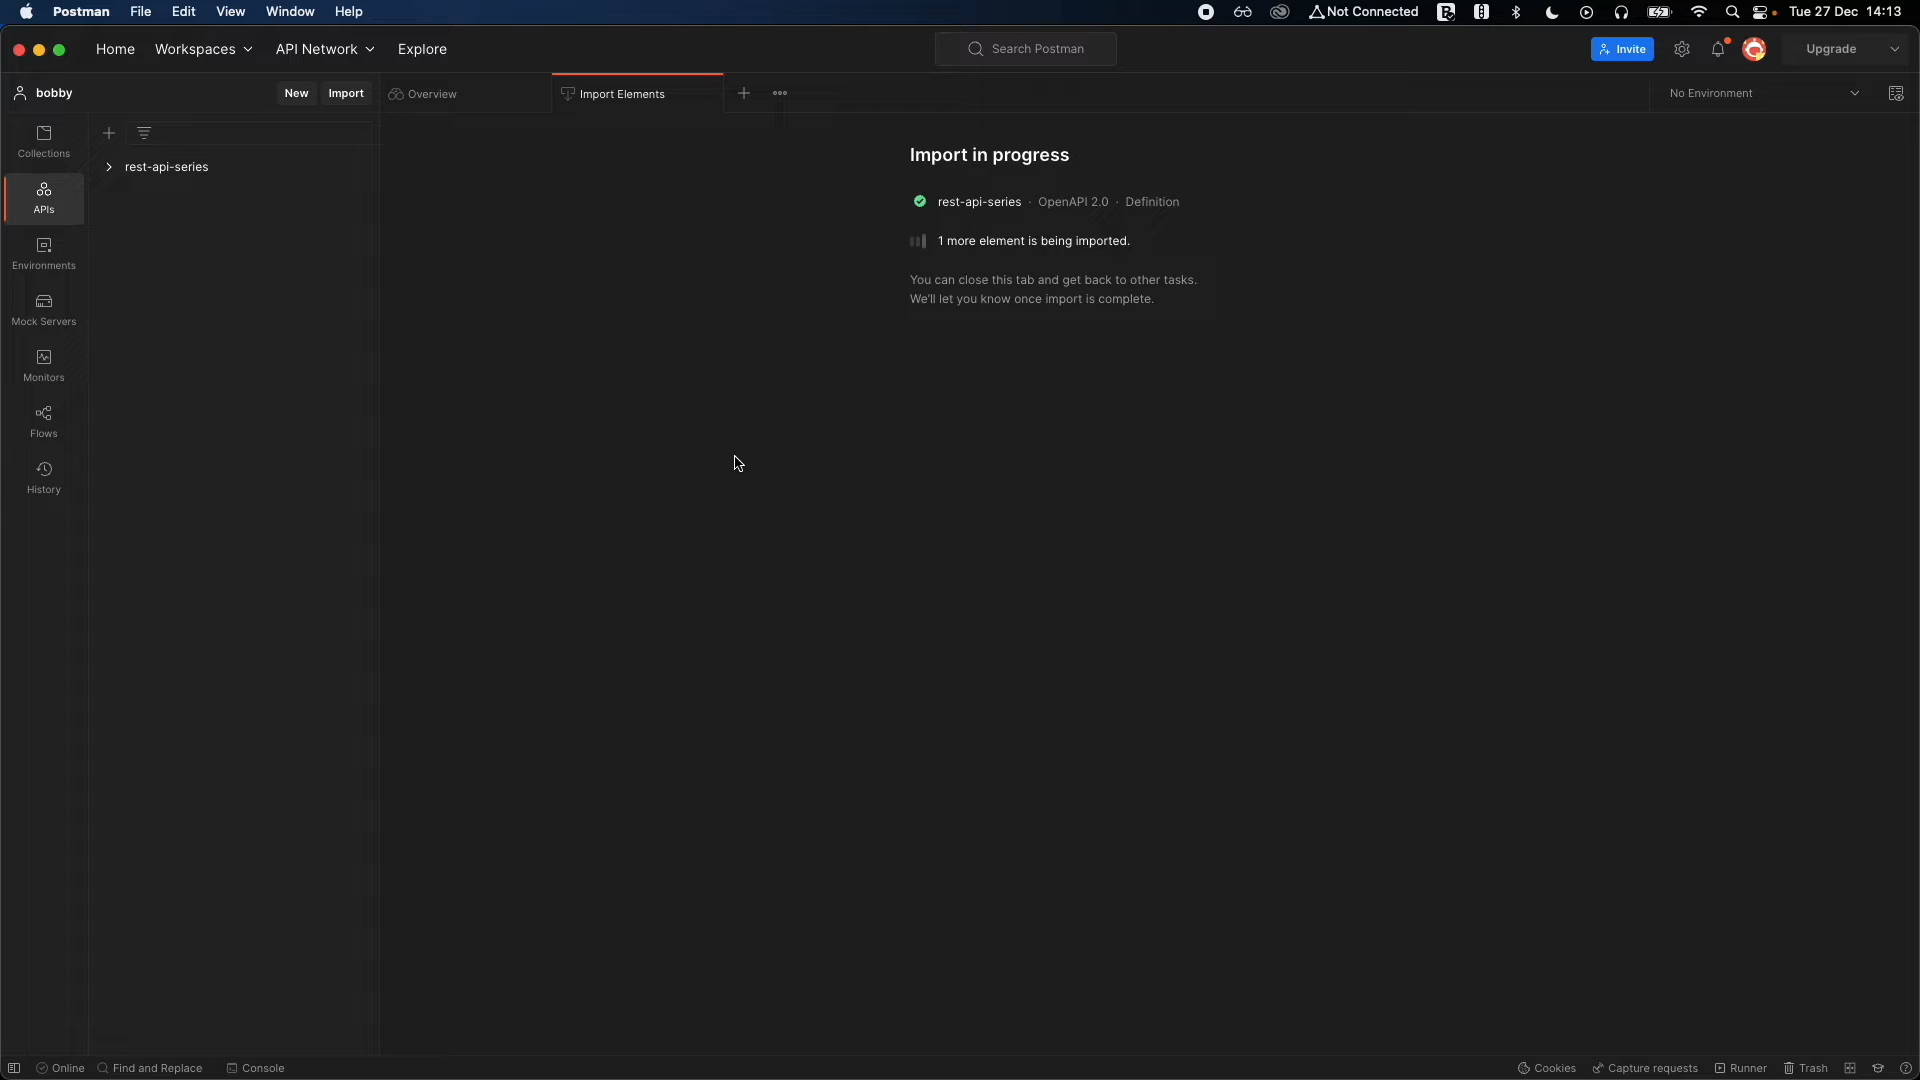 Postman File Edit View Window Help
Not Connected Tue 27 Dec 14:13
Home Workspaces API Network Explore
Search Postman
Invite Upgrade
bobby New Import
Overview
Import Elements
No Environment
Collections
APIs
Environments
Mock Servers
Monitors
Flows
History
rest-api-series
Import in progress
rest-api-series · OpenAPI 2.0 · Definition
1 more element is being imported.
You can close this tab and get back to other tasks.
We'll let you know once import is complete.
Online Find and Replace Console
Cookies Capture requests Runner Trash